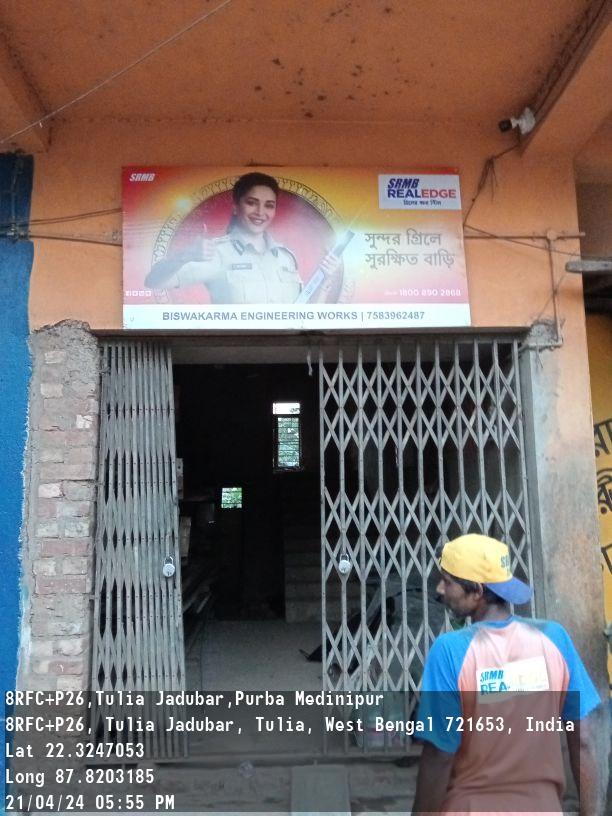 SRMB
SRMB
REALEDGE
সুন্দর গ্রিলে
সুরক্ষিত বাড়ি
1800 890 2868
BISWAKARMA ENGINEERING WORKS | 7583962487
SRMB
8RFC+P26,Tulia Jadubar,Purba Medinipur
8RFC+P26, Tulia Jadubar, Tulia, West Bengal 721653, India
Lat 22.3247053
Long 87.8203185
21/04/24 05:55 PM